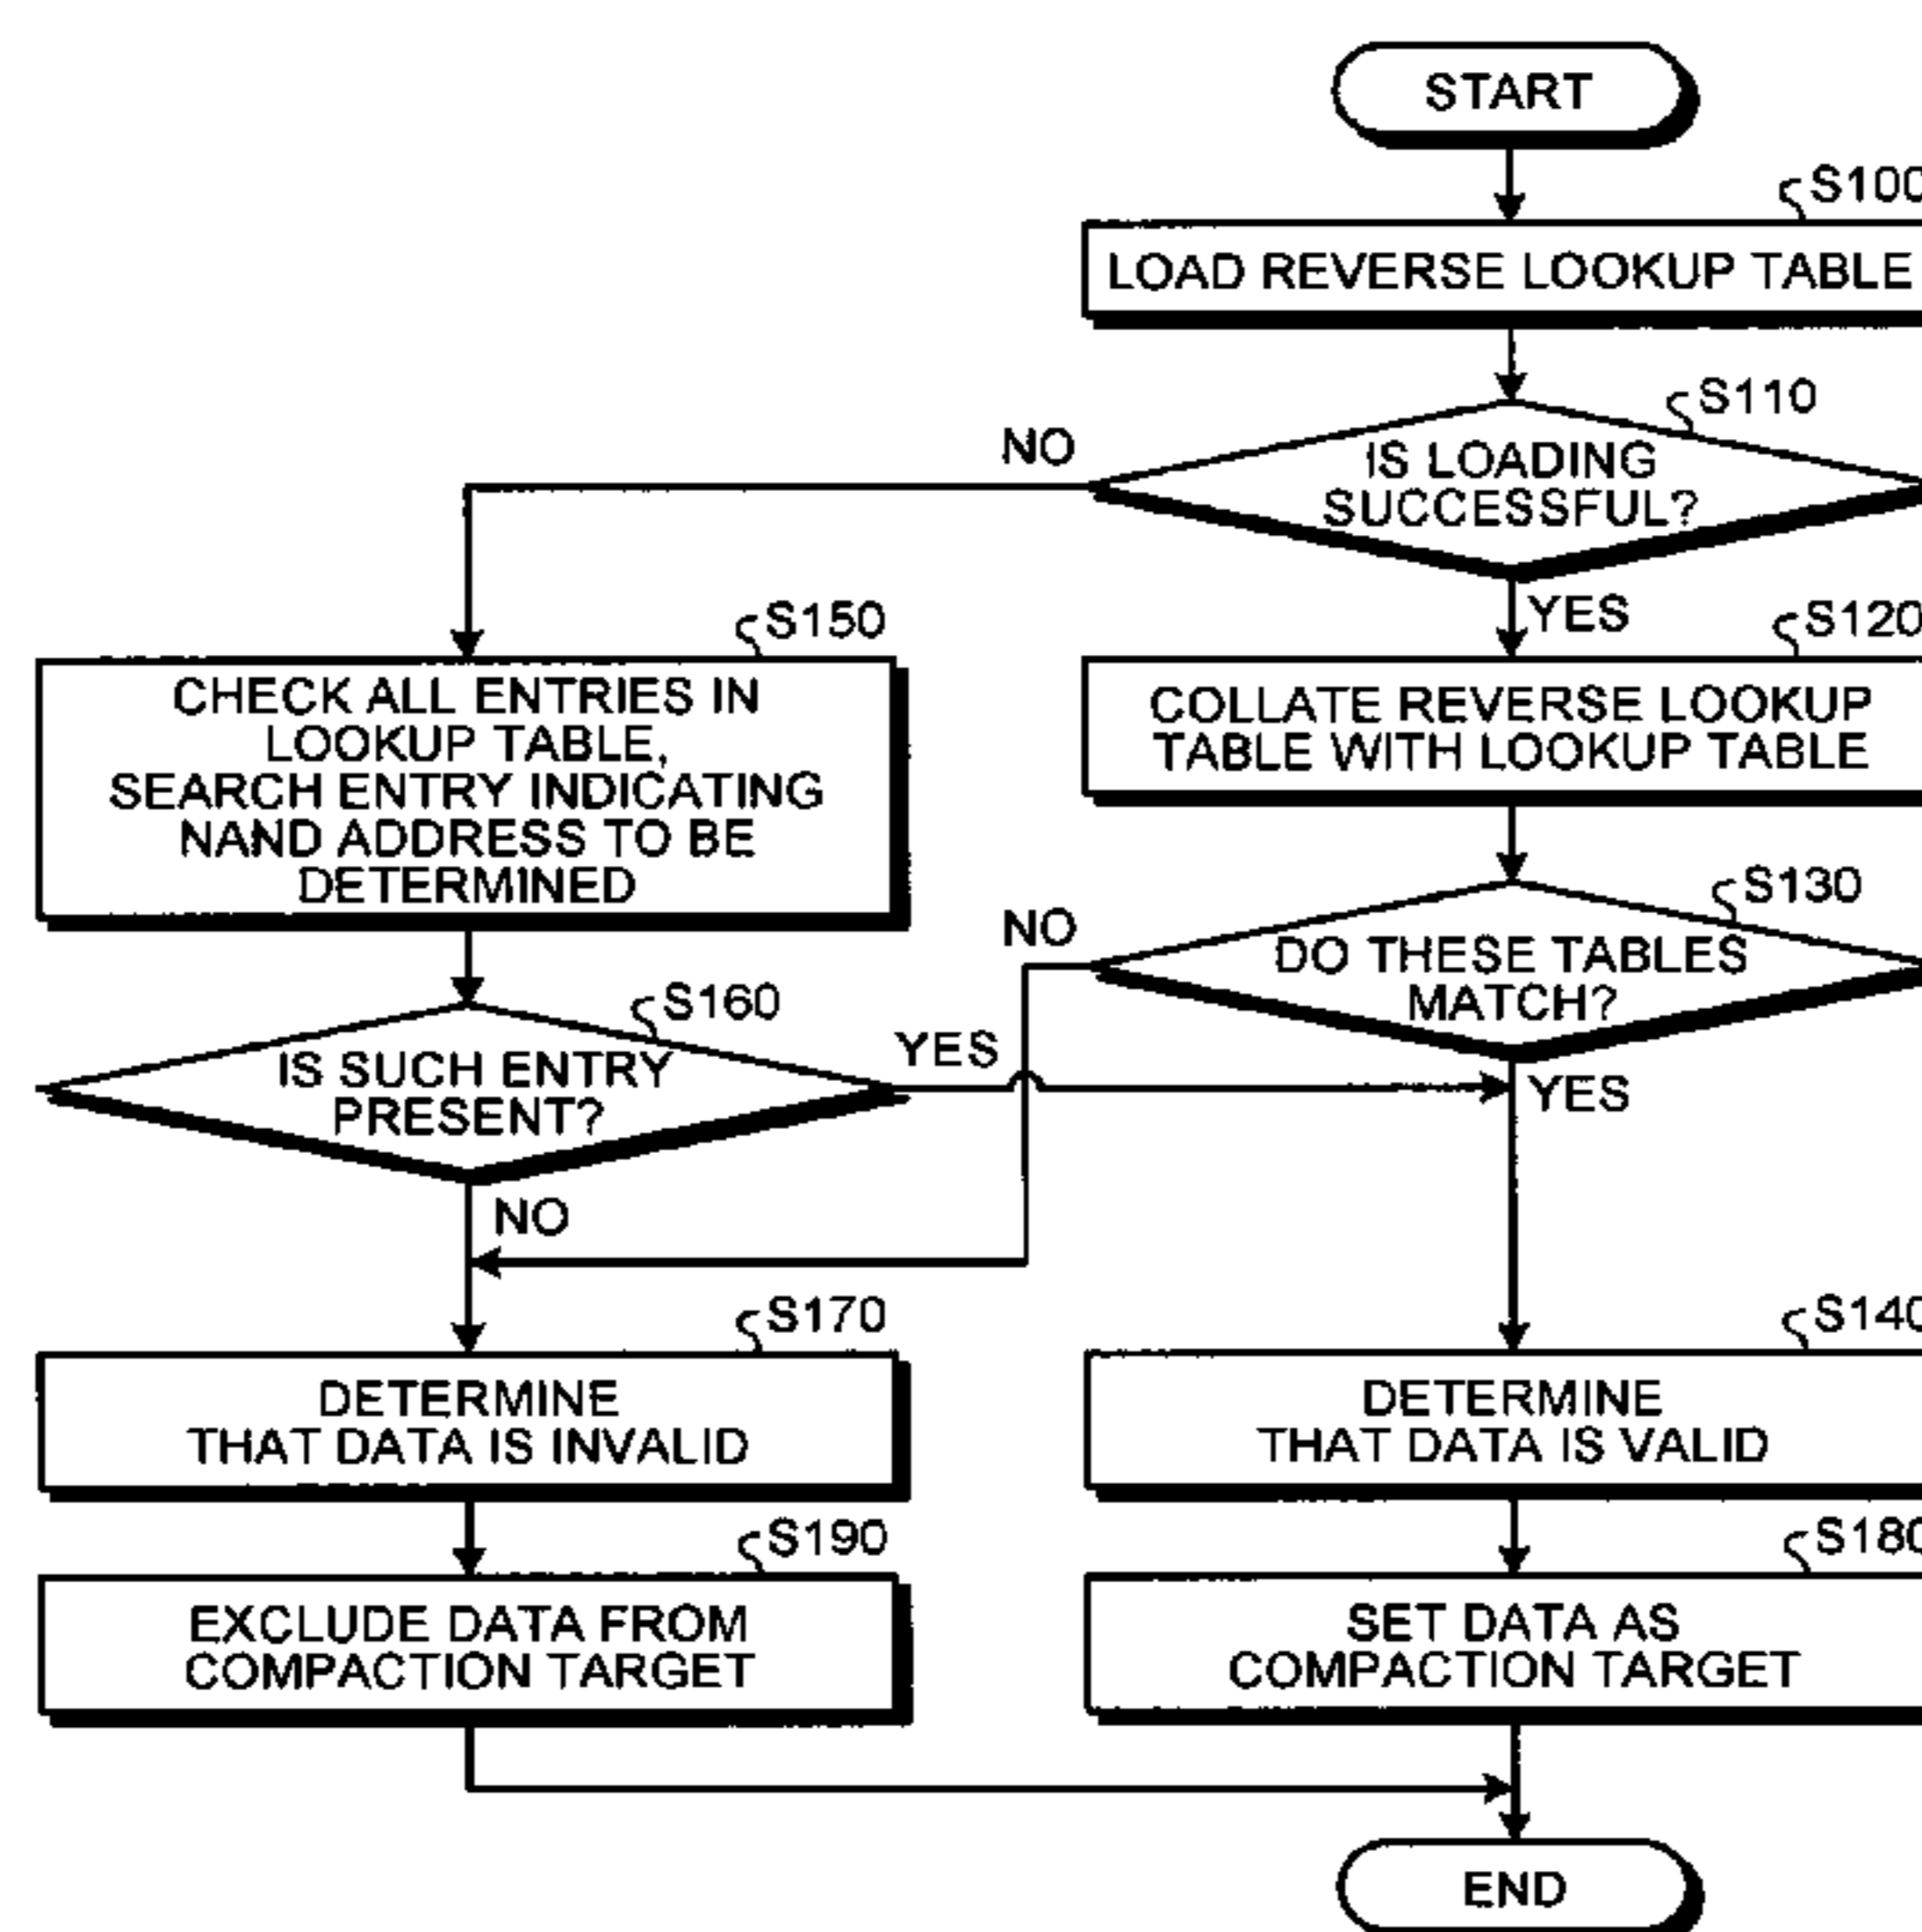 START
S100
LOAD REVERSE LOOKUP TABLE
S110
IS LOADING
SUCCESSFUL?
NO
YES
S150
CHECK ALL ENTRIES IN
LOOKUP TABLE,
SEARCH ENTRY INDICATING
NAND ADDRESS TO BE
DETERMINED
S120
COLLATE REVERSE LOOKUP
TABLE WITH LOOKUP TABLE
S130
DO THESE TABLES
MATCH?
NO
YES
S160
IS SUCH ENTRY
PRESENT?
YES
NO
S170
DETERMINE
THAT DATA IS INVALID
S140
DETERMINE
THAT DATA IS VALID
S190
EXCLUDE DATA FROM
COMPACTION TARGET
S180
SET DATA AS
COMPACTION TARGET
END